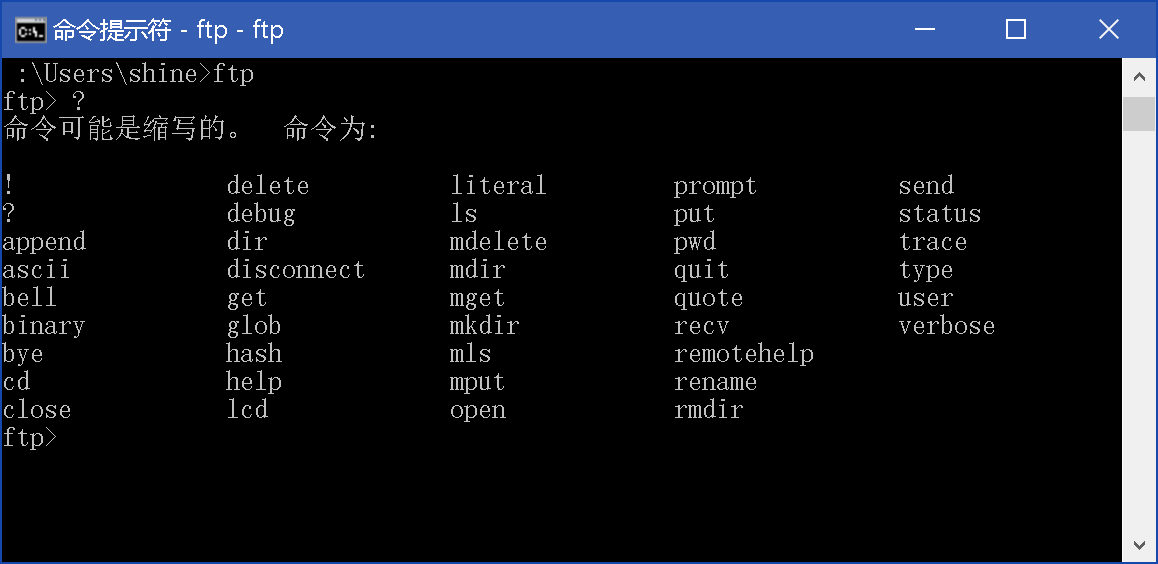 命令提示符 - ftp - ftp
:\Users\shine>ftp
ftp> ?
命令可能是缩写的。  命令为:
!               delete          literal         prompt          send
?               debug           ls              put             status
append          dir             mdelete         pwd             trace
ascii           disconnect      mdir            quit            type
bell            get             mget            quote           user
binary          glob            mkdir           recv            verbose
bye             hash            mls             remotehelp
cd              help            mput            rename
close           lcd             open            rmdir
ftp>